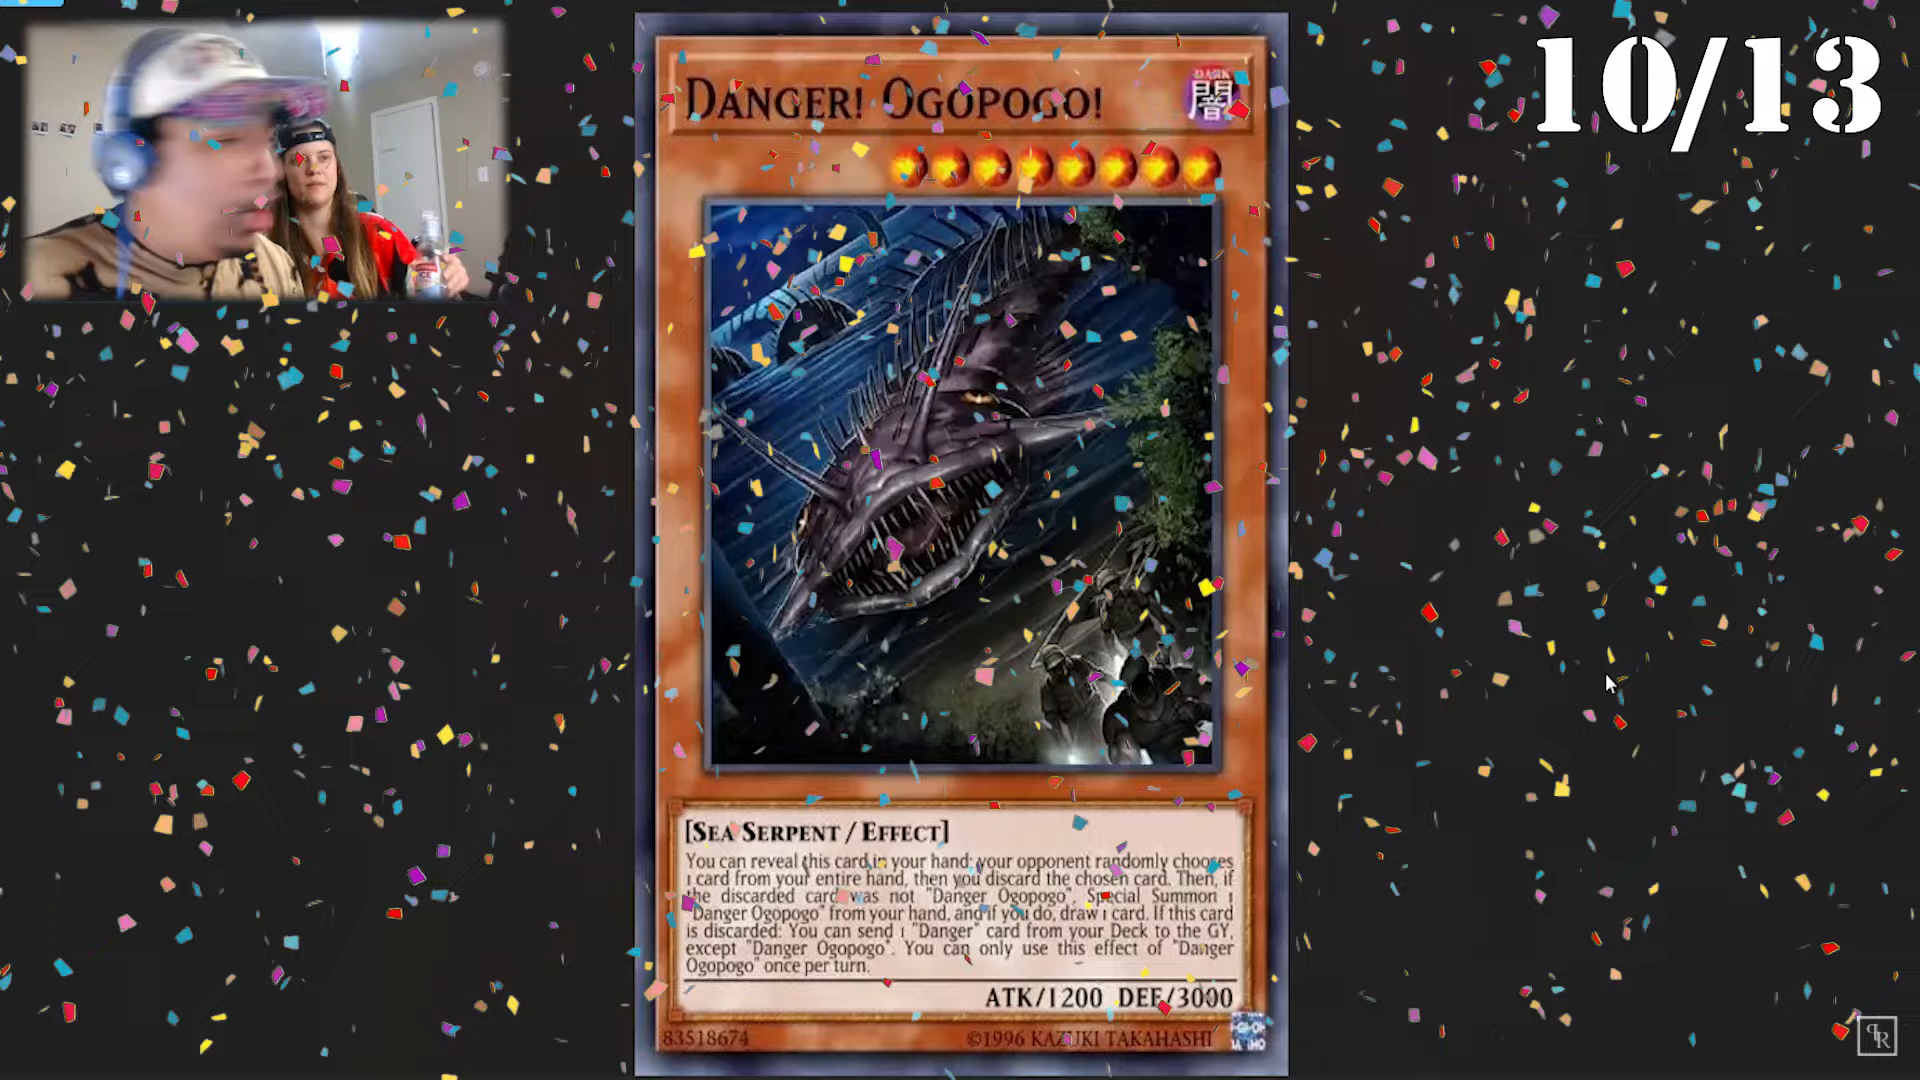 10/13
DANGER! OGOPOGO!
DARK
闇
[SEA SERPENT / EFFECT]
You can reveal this card in your hand; your opponent randomly chooses
1 card from your entire hand, then you discard the chosen card. Then, if
the discarded card was not "Danger Ogopogo", Special Summon 1
"Danger Ogopogo" from your hand, and if you do, draw 1 card. If this card
is discarded: You can send 1 "Danger" card from your Deck to the GY,
except "Danger Ogopogo". You can only use this effect of "Danger
Ogopogo" once per turn.
ATK/1200 DEF/3000
83518674
©1996 KAZUKI TAKAHASHI
ICE
PR